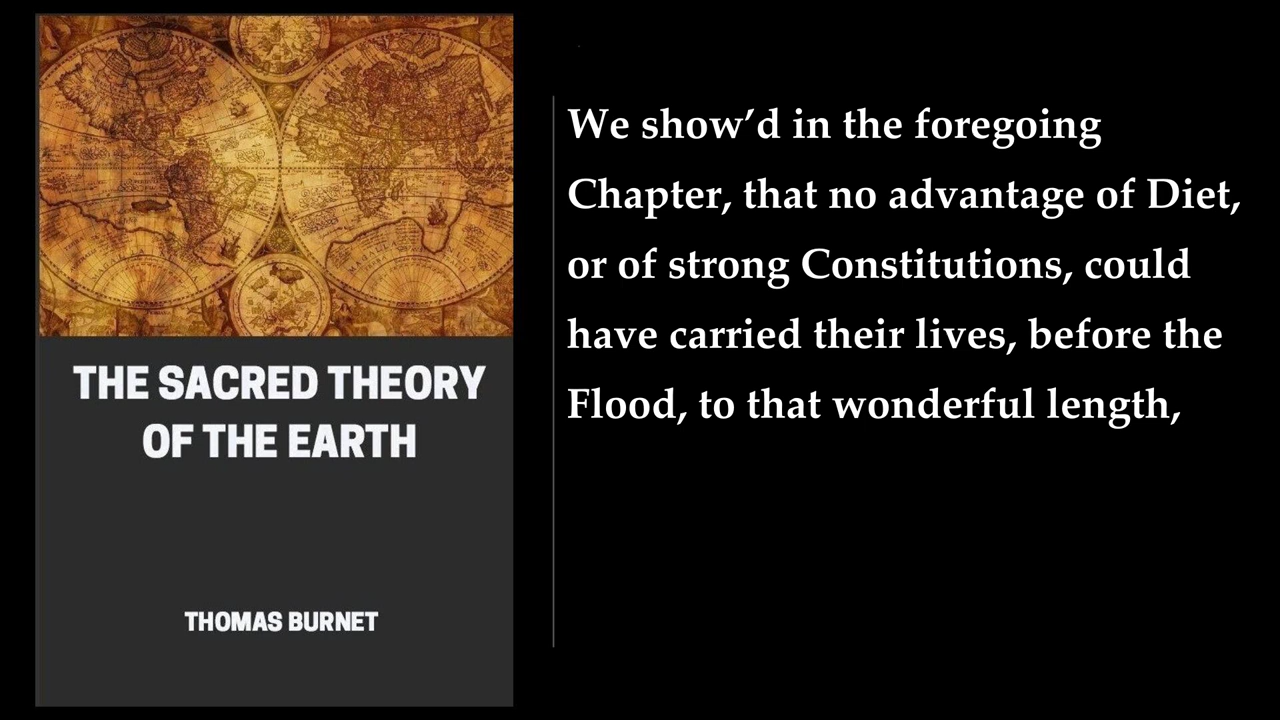 THE SACRED THEORY
OF THE EARTH
THOMAS BURNET
We show’d in the foregoing
Chapter, that no advantage of Diet,
or of strong Constitutions, could
have carried their lives, before the
Flood, to that wonderful length,